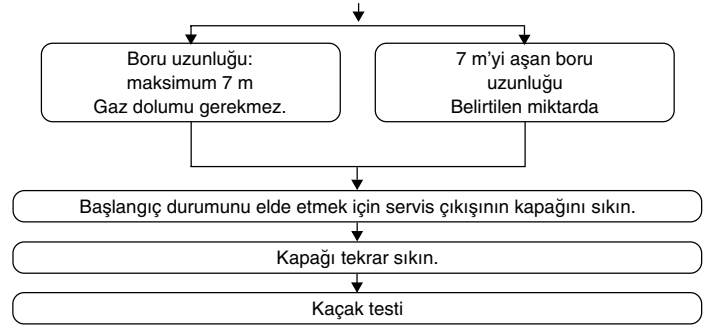 Boru uzunluğu:
maksimum 7 m
Gaz dolumu gerekmez.
7 m'yi aşan boru
uzunluğu
Belirtilen miktarda
Başlangıç durumunu elde etmek için servis çıkışının kapağını sıkın.
Kapağı tekrar sıkın.
Kaçak testi